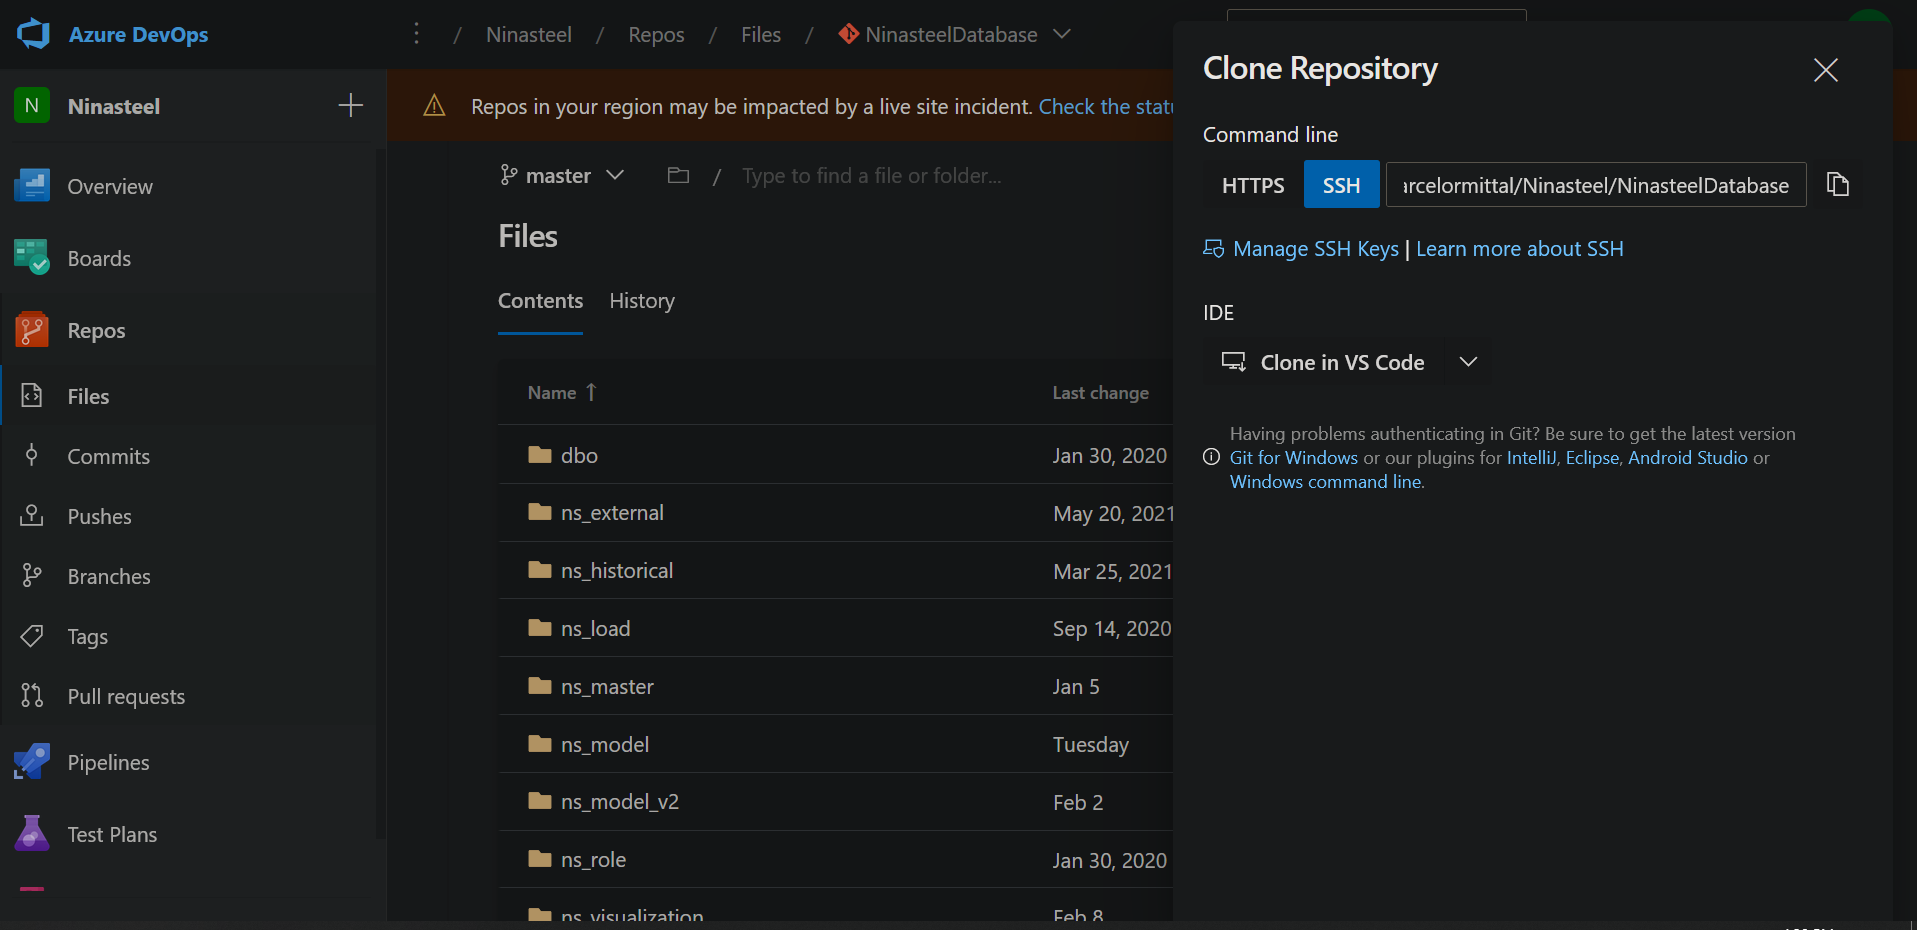 Azure DevOps
/ Ninasteel / Repos / Files / NinasteelDatabase
N Ninasteel
Overview
Boards
Repos
Files
Commits
Pushes
Branches
Tags
Pull requests
Pipelines
Test Plans
Repos in your region may be impacted by a live site incident. Check the statu
master / Type to find a file or folder...
Files
Contents History
Name ↑ Last change
dbo Jan 30, 2020
ns_external May 20, 2021
ns_historical Mar 25, 2021
ns_load Sep 14, 2020
ns_master Jan 5
ns_model Tuesday
ns_model_v2 Feb 2
ns_role Jan 30, 2020
ns_visualization Feb 8
Clone Repository
Command line
HTTPS SSH arcelormittal/Ninasteel/NinasteelDatabase
Manage SSH Keys | Learn more about SSH
IDE
Clone in VS Code
Having problems authenticating in Git? Be sure to get the latest version
Git for Windows or our plugins for IntelliJ, Eclipse, Android Studio or
Windows command line.